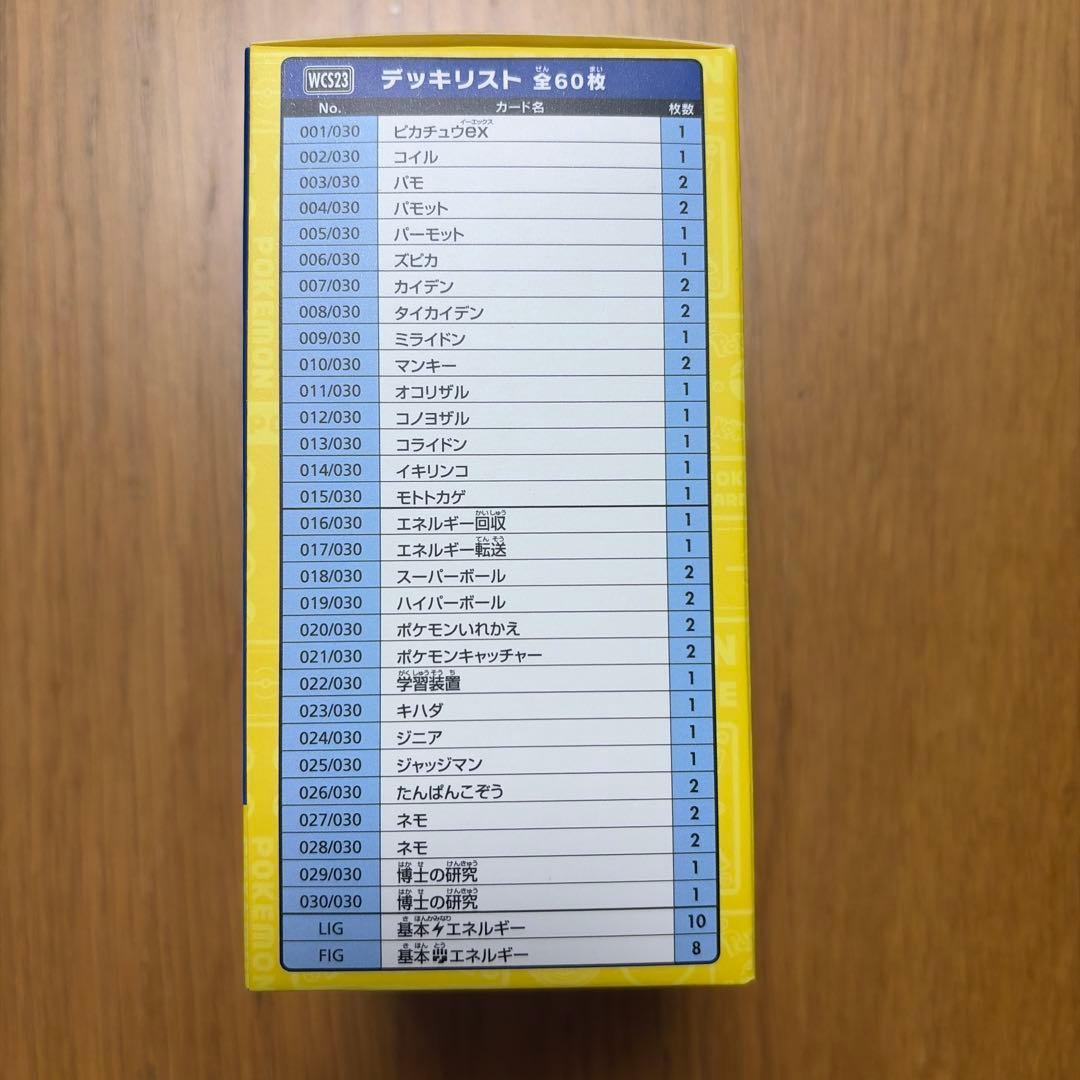 WCS23 デッキリスト 全60枚
No. カード名 枚数
001/030 ピカチュウex 1
002/030 コイル 1
003/030 パモ 2
004/030 パモット 2
005/030 パーモット 1
006/030 ズピカ 1
007/030 カイデン 2
008/030 タイカイデン 2
009/030 ミライドン 1
010/030 マンキー 2
011/030 オコリザル 1
012/030 コノヨザル 1
013/030 コライドン 1
014/030 イキリンコ 1
015/030 モトトカゲ 1
016/030 エネルギー回収 1
017/030 エネルギー転送 1
018/030 スーパーボール 2
019/030 ハイパーボール 2
020/030 ポケモンいれかえ 2
021/030 ポケモンキャッチャー 2
022/030 学習装置 1
023/030 キハダ 1
024/030 ジニア 1
025/030 ジャッジマン 1
026/030 たんぱんこぞう 2
027/030 ネモ 2
028/030 ネモ 2
029/030 博士の研究 1
030/030 博士の研究 1
LIG 基本エネルギー 10
FIG 基本エネルギー 8
POKEMON
POKEMON